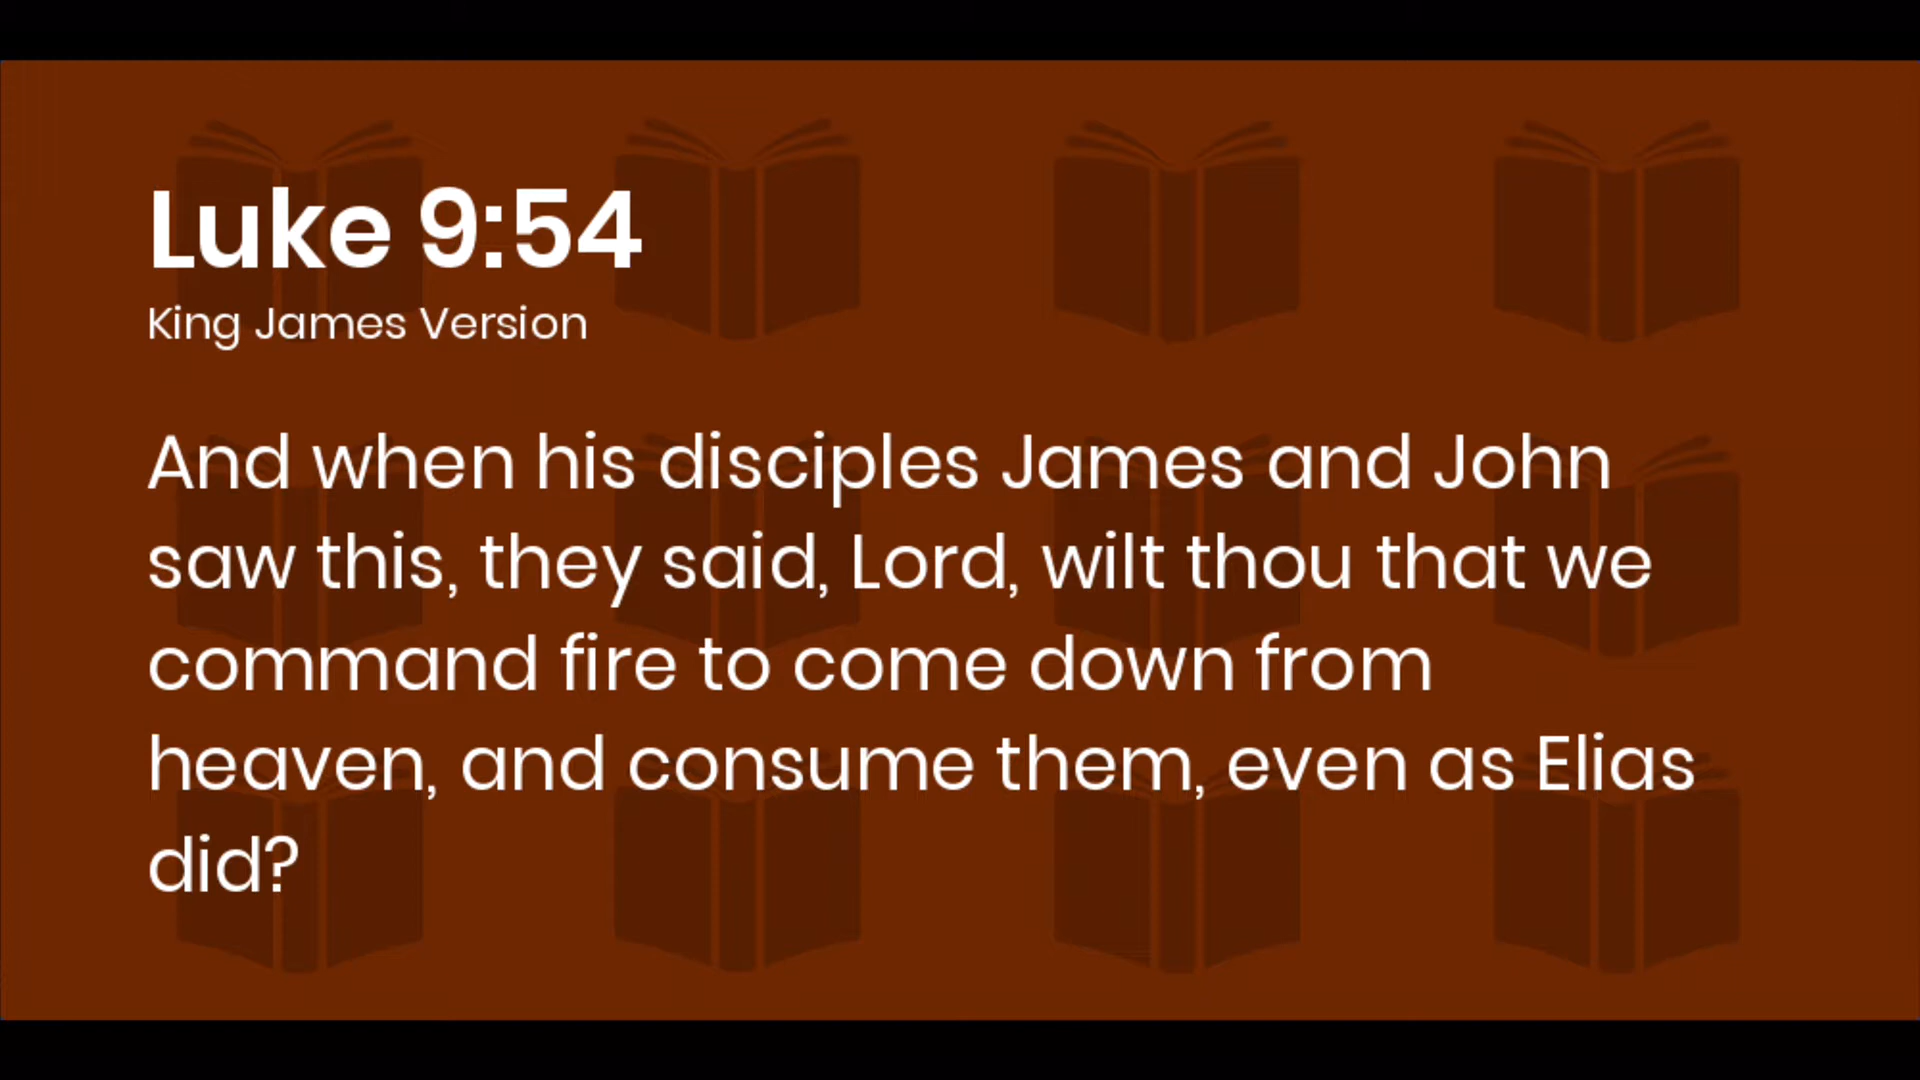 Luke 9:54
King James Version
And when his disciples James and John
saw this, they said, Lord, wilt thou that we
command fire to come down from
heaven, and consume them, even as Elias
did?